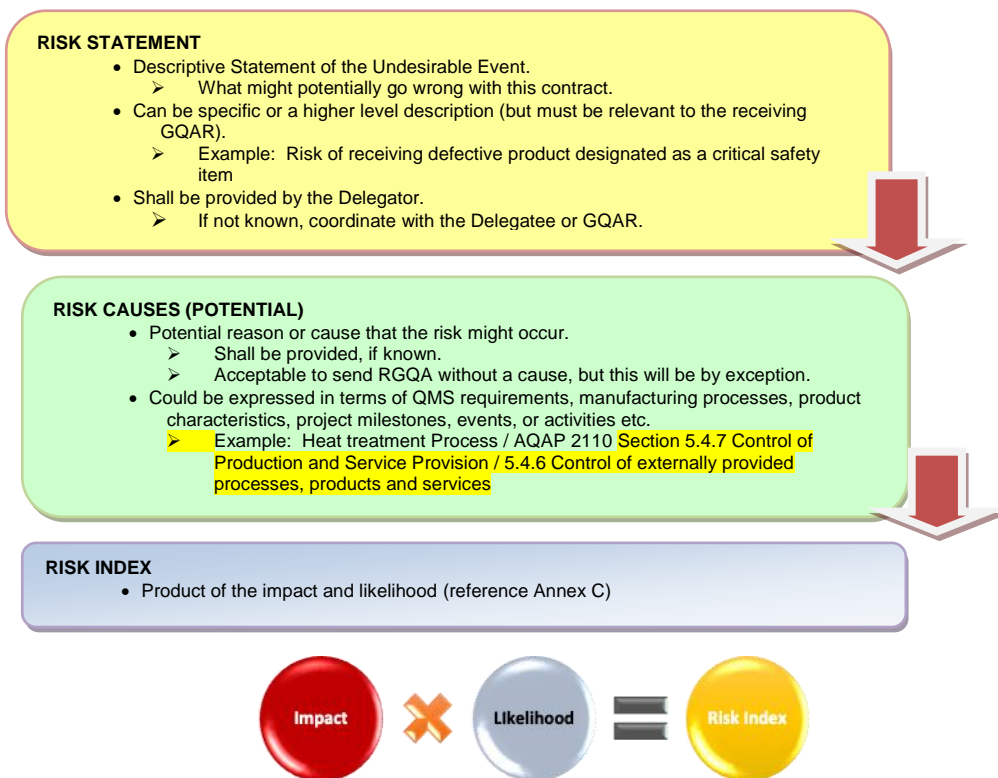 RISK STATEMENT
• Descriptive Statement of the Undesirable Event.
➢ What might potentially go wrong with this contract.
• Can be specific or a higher level description (but must be relevant to the receiving
GQAR).
➢ Example: Risk of receiving defective product designated as a critical safety
item
• Shall be provided by the Delegator.
➢ If not known, coordinate with the Delegatee or GQAR.
RISK CAUSES (POTENTIAL)
• Potential reason or cause that the risk might occur.
➢ Shall be provided, if known.
➢ Acceptable to send RGQA without a cause, but this will be by exception.
• Could be expressed in terms of QMS requirements, manufacturing processes, product
characteristics, project milestones, events, or activities etc.
➢ Example: Heat treatment Process / AQAP 2110 Section 5.4.7 Control of
Production and Service Provision / 5.4.6 Control of externally provided
processes, products and services
RISK INDEX
• Product of the impact and likelihood (reference Annex C)
Impact
LIkelihood
Risk Index